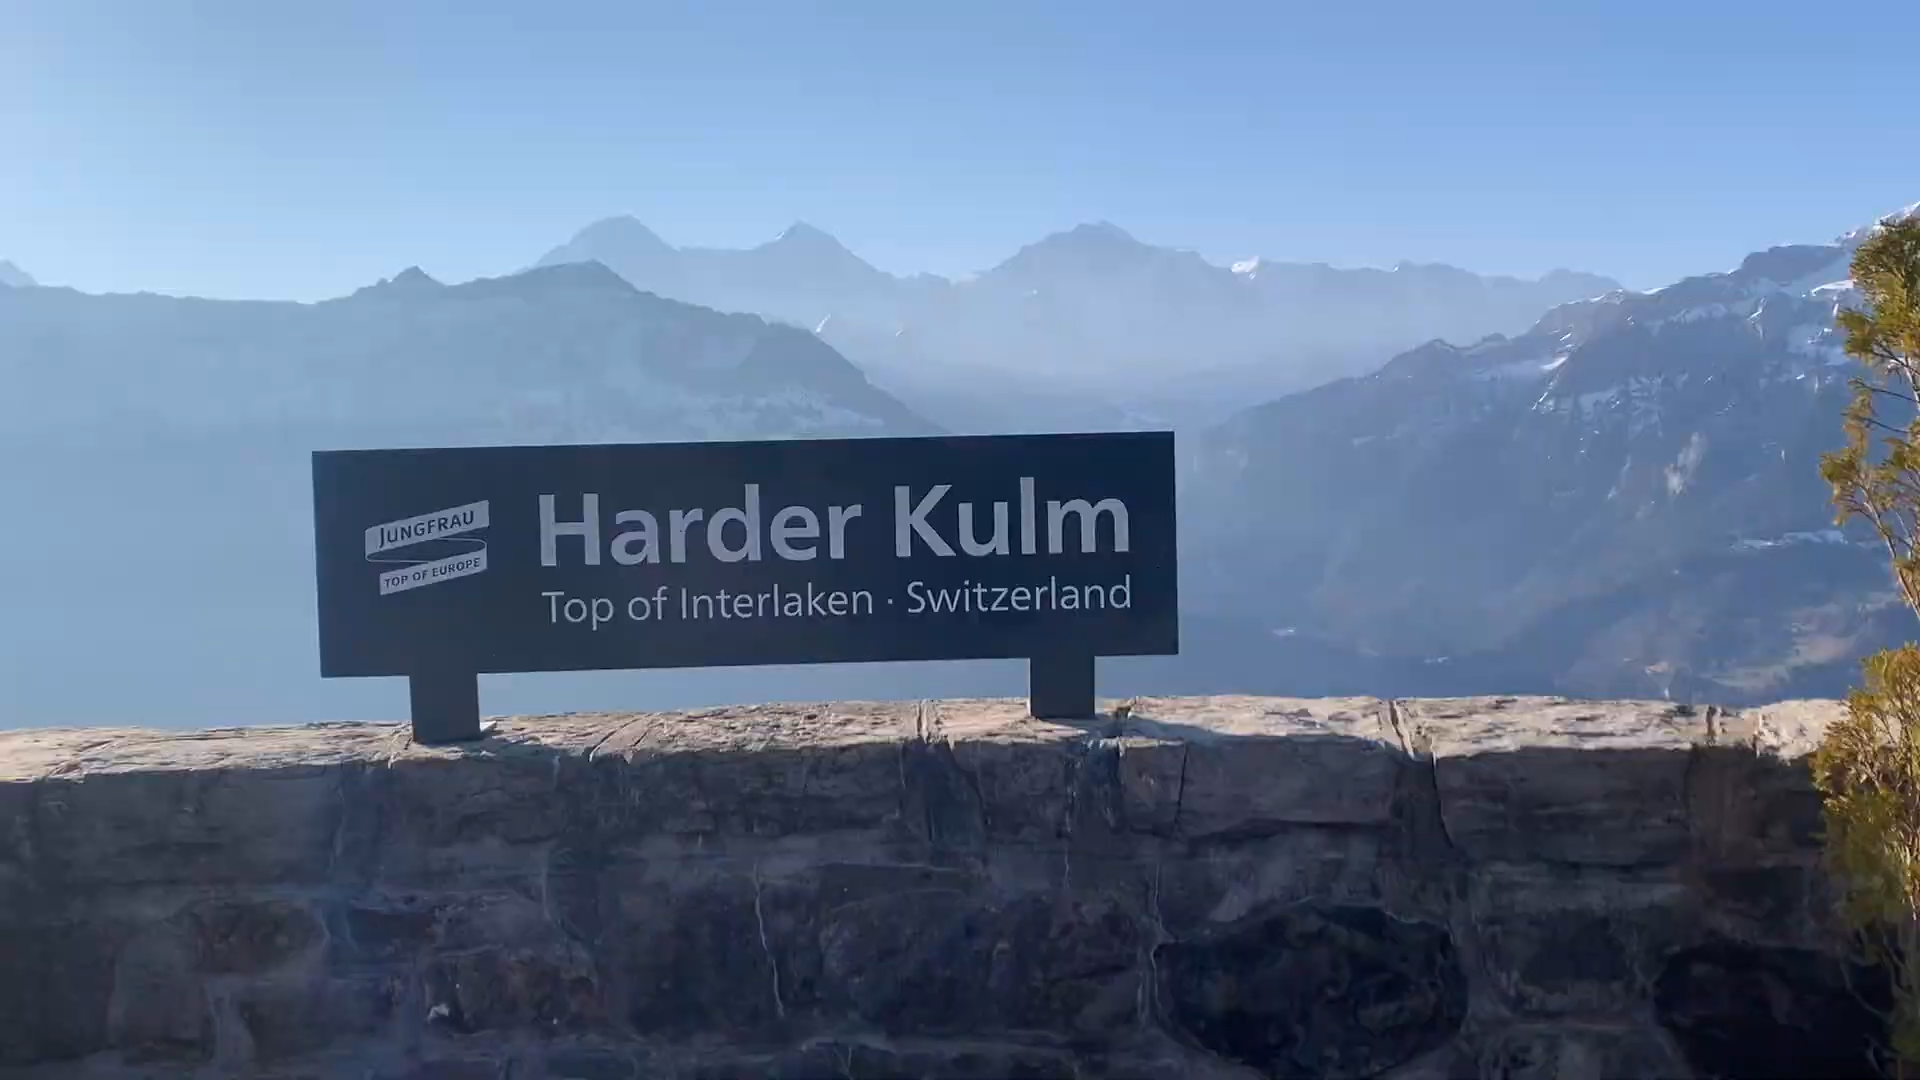 JUNGFRAU
TOP OF EUROPE
Harder Kulm
Top of Interlaken · Switzerland